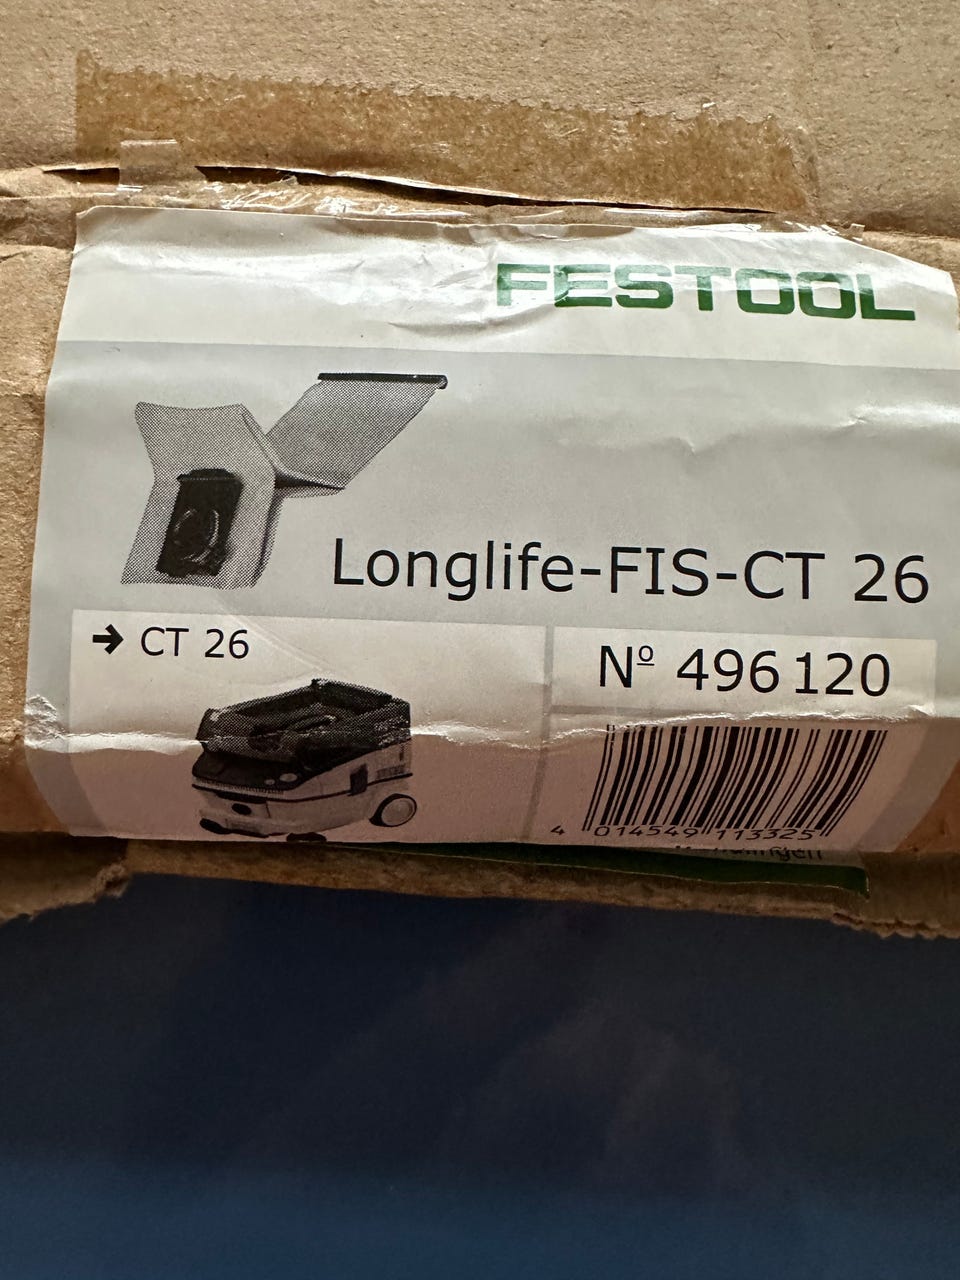 FESTOOL
Longlife-FIS-CT 26
➔ CT 26
Nº 496 120
4 014549 113325